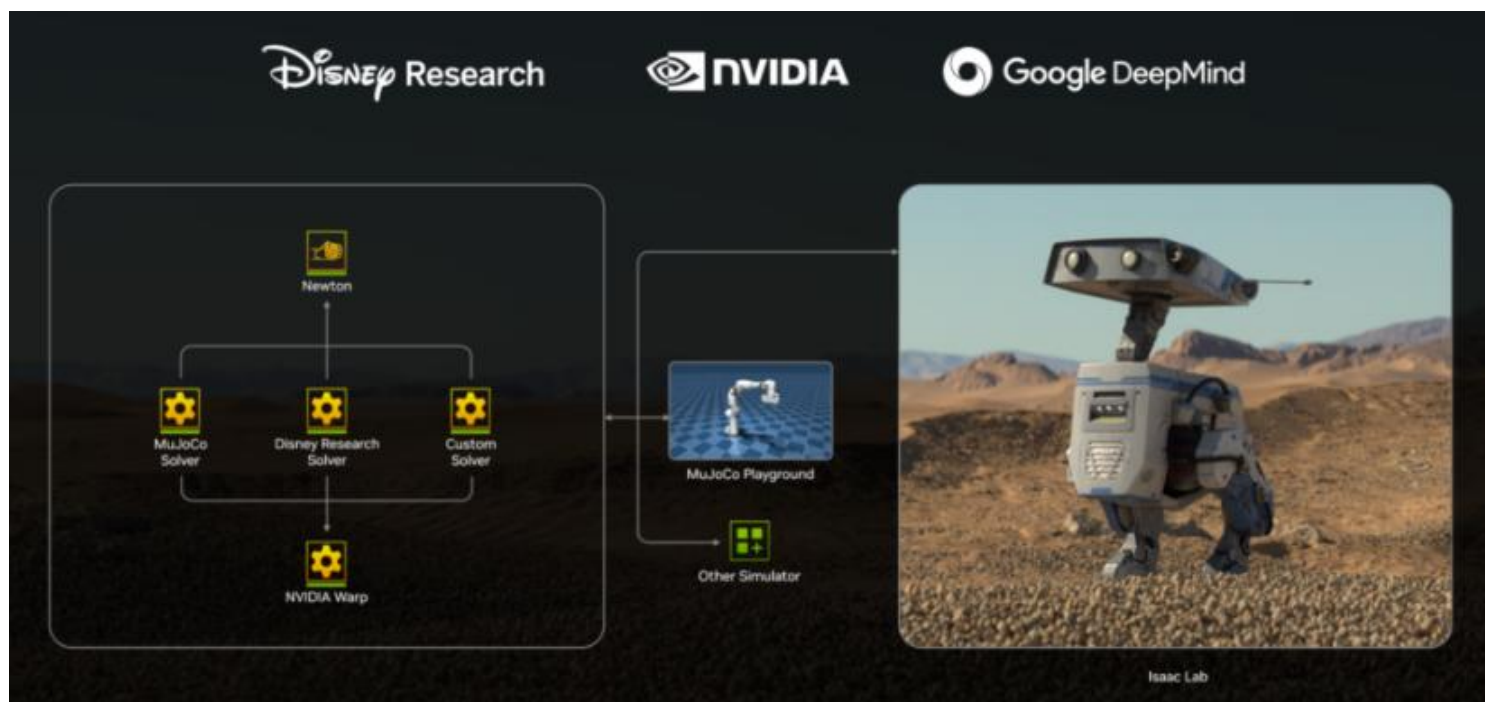 Disney Research
NVIDIA
Google DeepMind
Newton
MuJoCo
Solver
Disney Research
Solver
Custom
Solver
NVIDIA Warp
MuJoCo Playground
Other Simulator
Isaac Lab